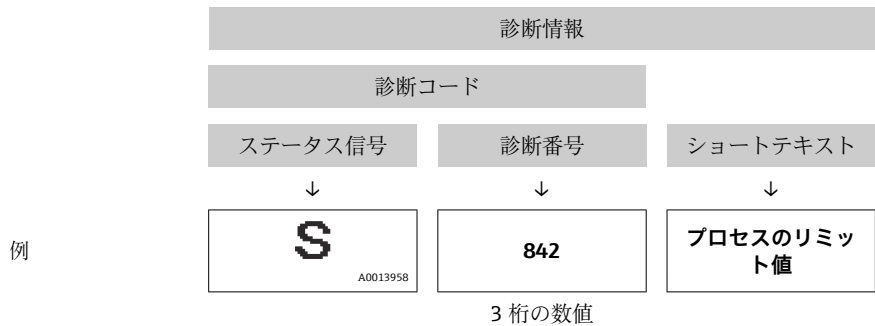 診断情報
診断コード
ステータス信号 診断番号 ショートテキスト
↓ ↓ ↓
例 S A0013958 842 プロセスのリミッ
ト値
3 桁の数値